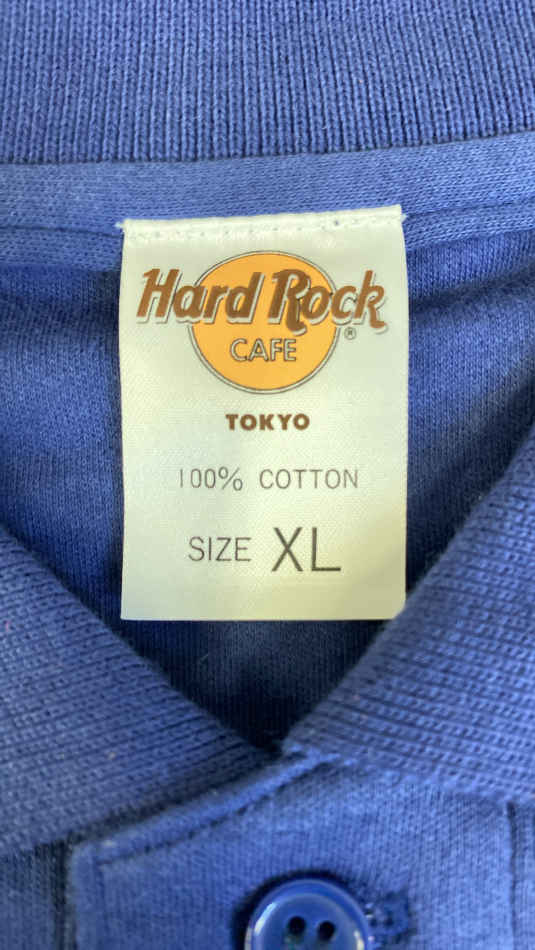 Hard Rock
CAFE
®
TOKYO
100% COTTON
SIZE XL